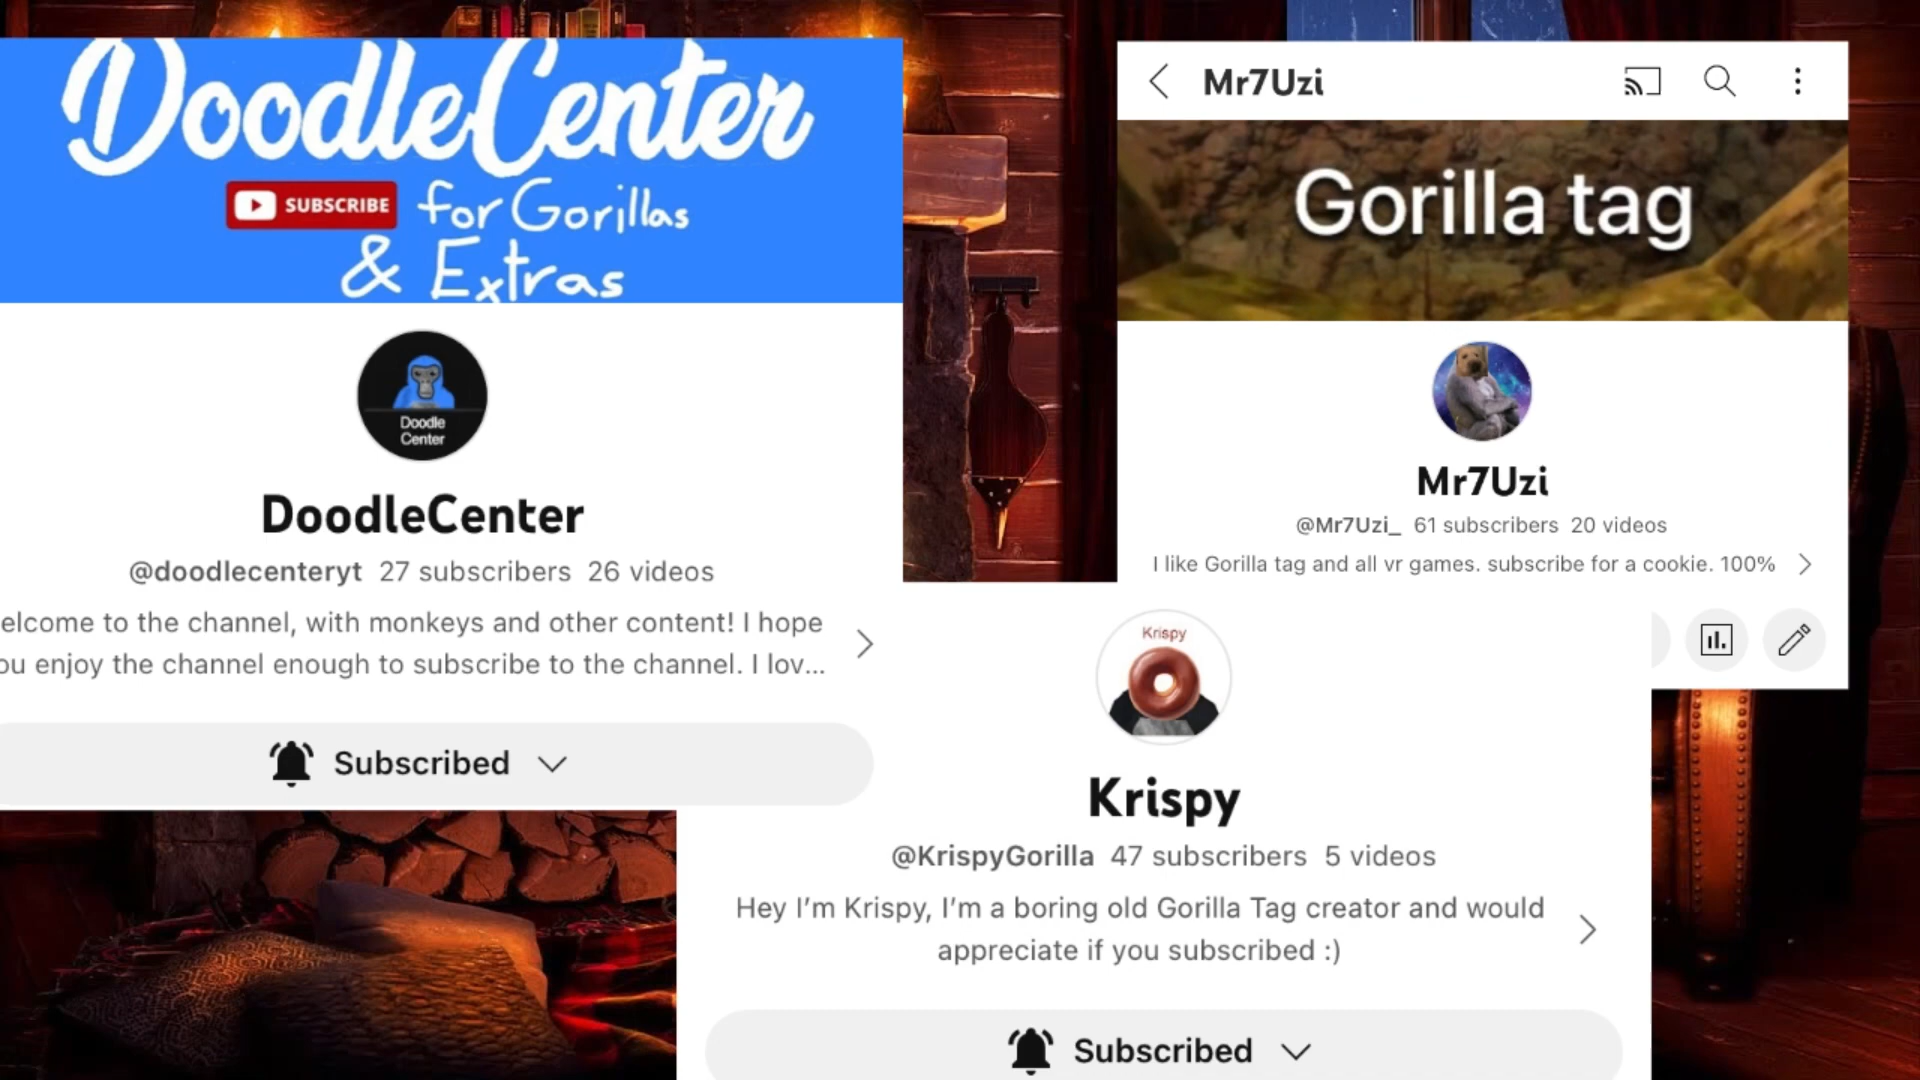 DoodleCenter
SUBSCRIBE for Gorillas
& Extras
Doodle
Center
DoodleCenter
@doodlecenteryt 27 subscribers 26 videos
elcome to the channel, with monkeys and other content! I hope
ou enjoy the channel enough to subscribe to the channel. I lov...
Subscribed
Mr7Uzi
Gorilla tag
Mr7Uzi
@Mr7Uzi_ 61 subscribers 20 videos
I like Gorilla tag and all vr games. subscribe for a cookie. 100%
Krispy
Krispy
@KrispyGorilla 47 subscribers 5 videos
Hey I’m Krispy, I’m a boring old Gorilla Tag creator and would
appreciate if you subscribed :)
Subscribed